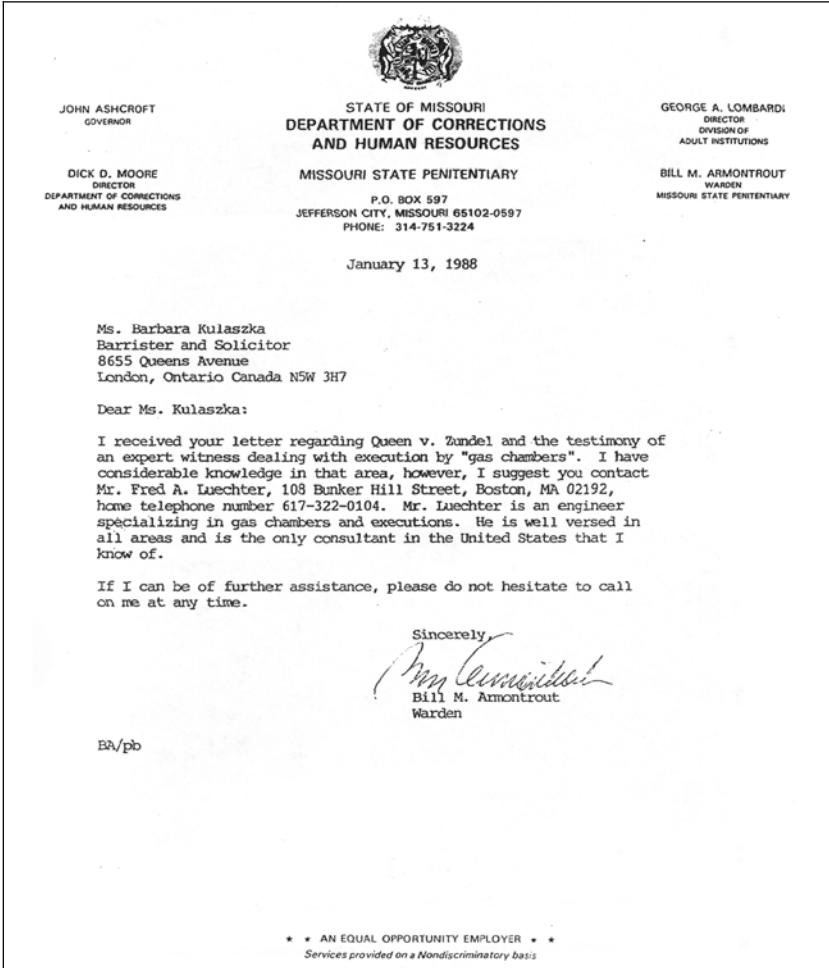 JOHN ASHCROFT
GOVERNOR
DICK D. MOORE
DIRECTOR
DEPARTMENT OF CORRECTIONS
AND HUMAN RESOURCES
STATE OF MISSOURI
DEPARTMENT OF CORRECTIONS
AND HUMAN RESOURCES
MISSOURI STATE PENITENTIARY
P.O. BOX 597
JEFFERSON CITY, MISSOURI 65102-0597
PHONE: 314-751-3224
GEORGE A. LOMBARDI
DIRECTOR
DIVISION OF
ADULT INSTITUTIONS
BILL M. ARMONTROUT
WARDEN
MISSOURI STATE PENITENTIARY
January 13, 1988
Ms. Barbara Kulaszka
Barrister and Solicitor
8655 Queens Avenue
London, Ontario Canada N5W 3H7
Dear Ms. Kulaszka:
I received your letter regarding Queen v. Zundel and the testimony of
an expert witness dealing with execution by "gas chambers". I have
considerable knowledge in that area, however, I suggest you contact
Mr. Fred A. Luechter, 108 Bunker Hill Street, Boston, MA 02192,
home telephone number 617-322-0104. Mr. Luechter is an engineer
specializing in gas chambers and executions. He is well versed in
all areas and is the only consultant in the United States that I
know of.
If I can be of further assistance, please do not hesitate to call
on me at any time.
Sincerely,
Bill M. Armontrout
Warden
BA/pb
* * AN EQUAL OPPORTUNITY EMPLOYER * *
Services provided on a Nondiscriminatory basis